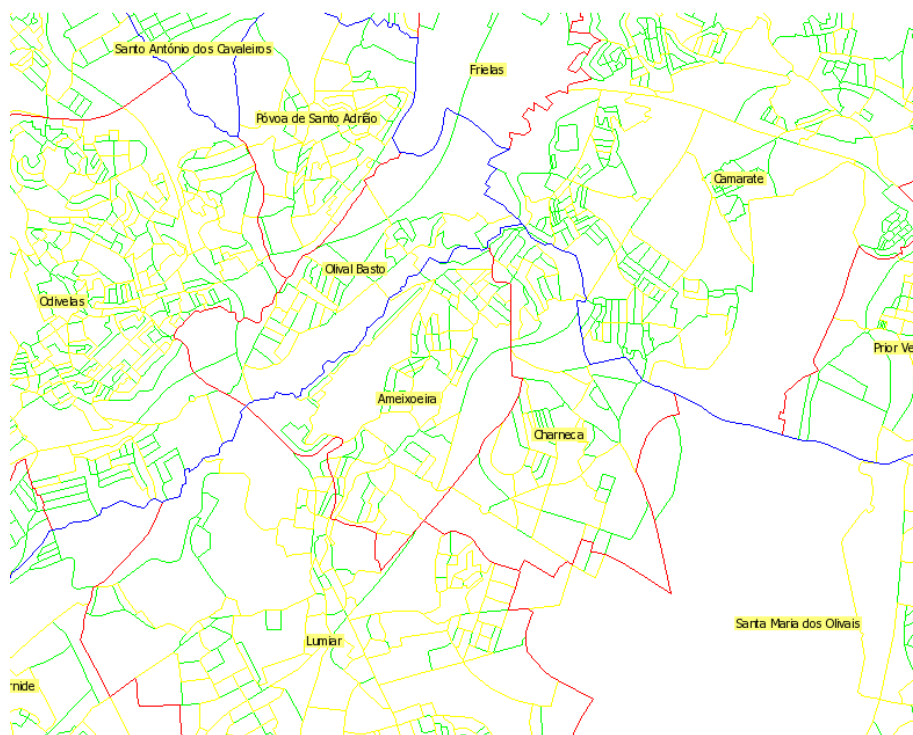 Santo António dos Cavaleiros
Frielas
Póvoa de Santo Adrião
Camarate
Olival Basto
Odivelas
Prior Ve
Ameixoeira
Charneca
Santa Maria dos Olivais
Lumiar
rnide